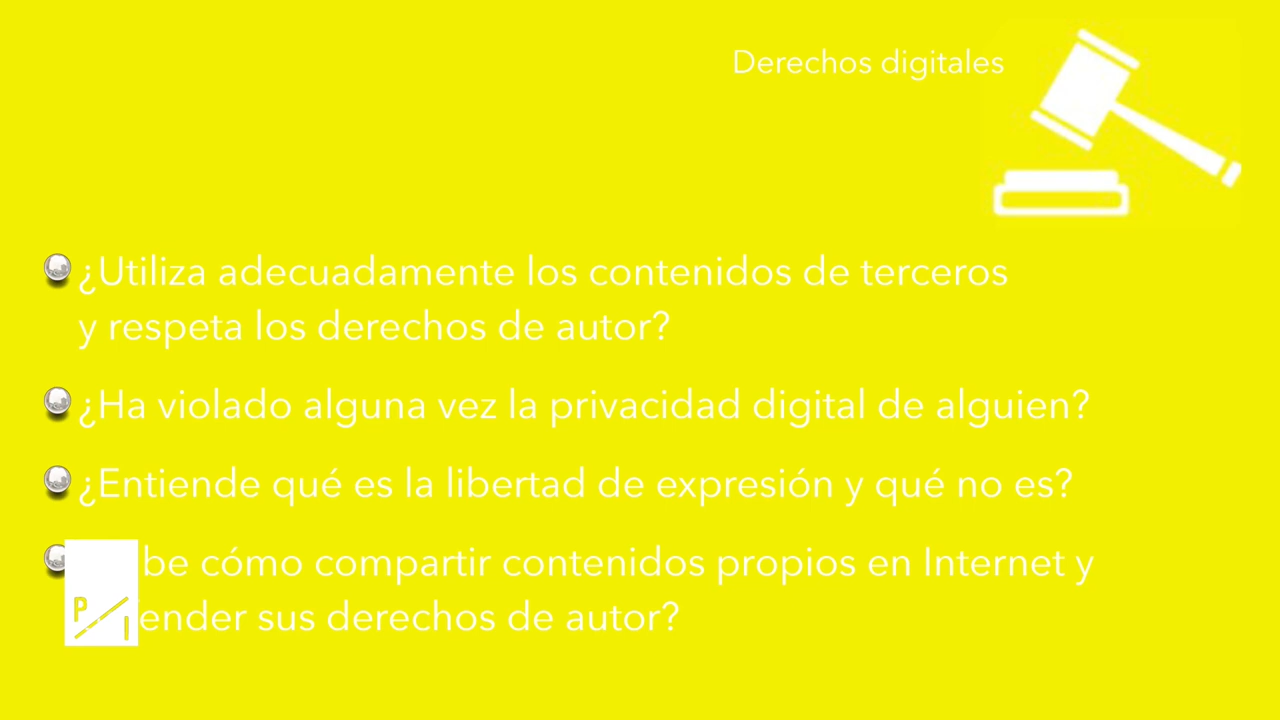 Derechos digitales
¿Utiliza adecuadamente los contenidos de terceros
y respeta los derechos de autor?
¿Ha violado alguna vez la privacidad digital de alguien?
¿Entiende qué es la libertad de expresión y qué no es?
cómo compartir contenidos propios en Internet y
sus derechos de autor?
P/I